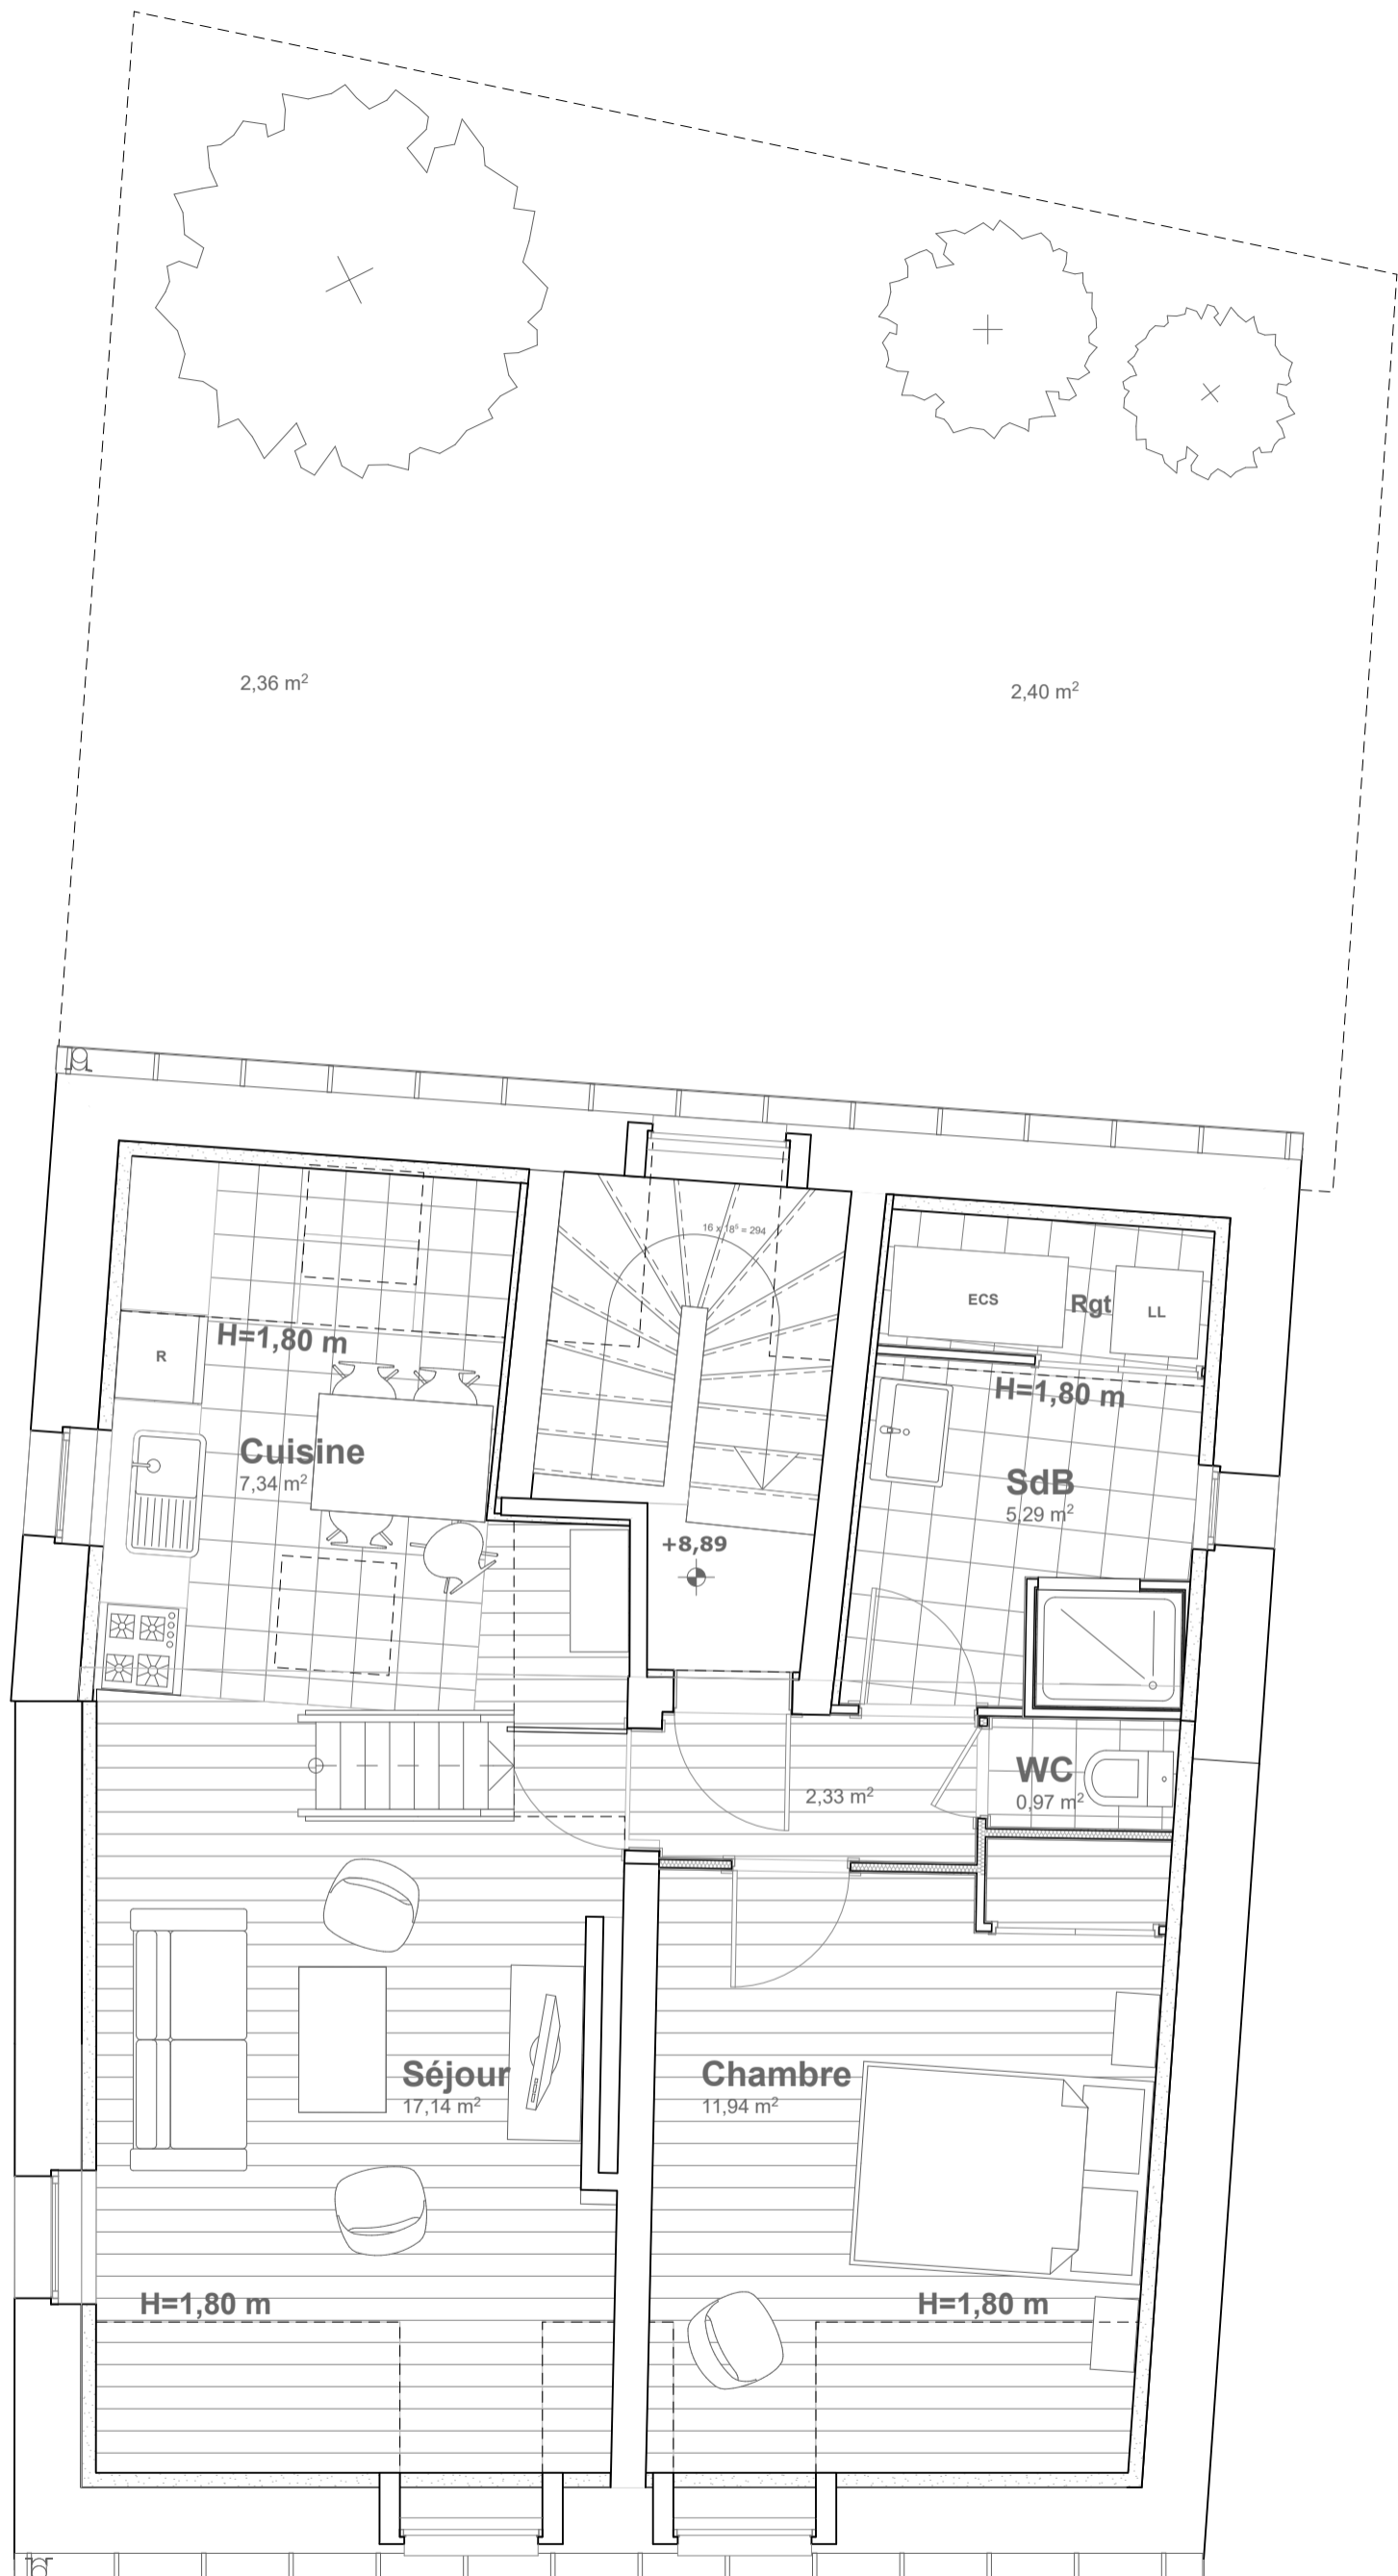 2,36 m²
2,40 m²
16 x 18⁵ = 294
ECS
Rgt
LL
H=1,80 m
R
H=1,80 m
Cuisine
7,34 m²
SdB
5,29 m²
+8,89
WC
0,97 m²
2,33 m²
Séjour
17,14 m²
Chambre
11,94 m²
H=1,80 m
H=1,80 m